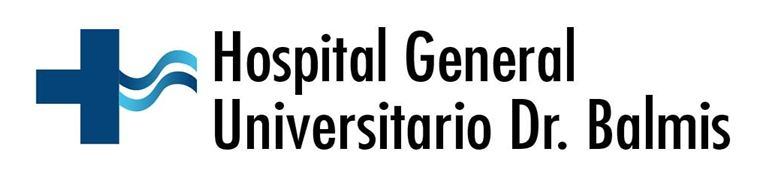 Hospital General
Universitario Dr. Balmis